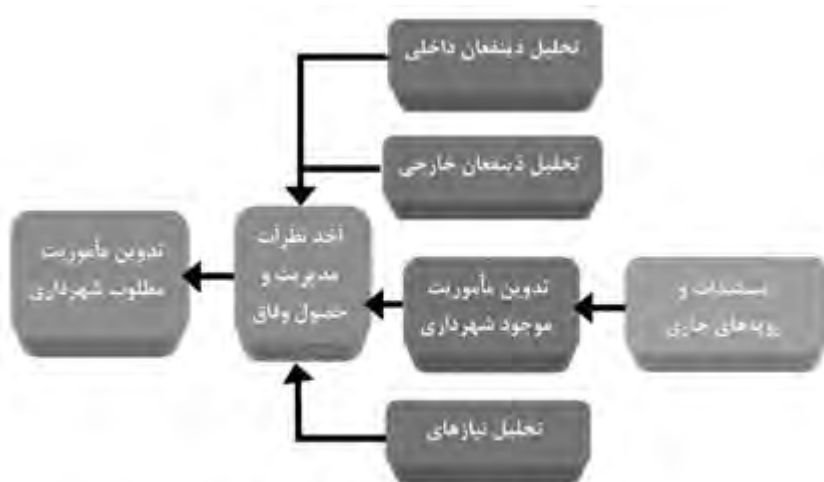 تحلیل ذینفعان داخلی
تحلیل ذینفعان خارجی
مستندات و
رویه‌های جاری
تدوین مأموریت
موجود شهرداری
اخذ نظرات
مدیریت و
حصول وفاق
تدوین مأموریت
مطلوب شهرداری
تحلیل نیازهای